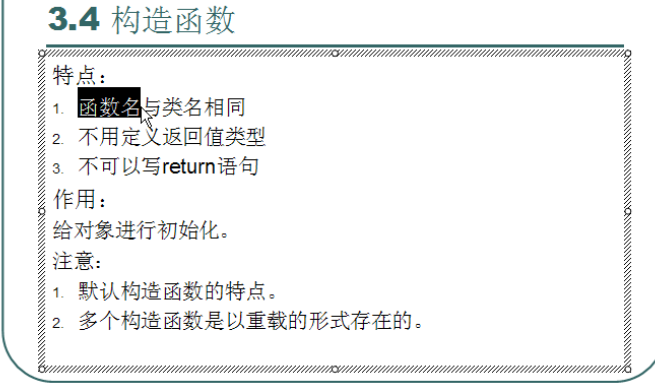 3.4 构造函数
特点：
1. 函数名与类名相同
2. 不用定义返回值类型
3. 不可以写return语句
作用：
给对象进行初始化。
注意：
1. 默认构造函数的特点。
2. 多个构造函数是以重载的形式存在的。